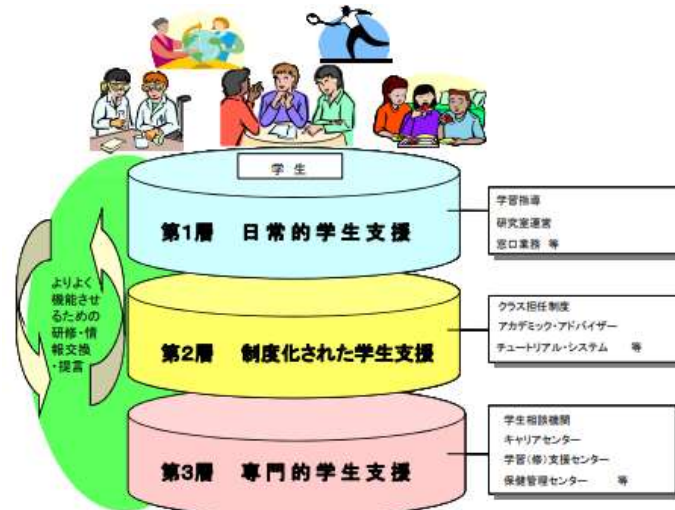 学 生
第1層 日常的学生支援
学習指導
研究室運営
窓口業務 等
よりよく
機能させ
るための
研修・情
報交換
・提言
第2層 制度化された学生支援
クラス担任制度
アカデミック・アドバイザー
チュートリアル・システム 等
第3層 専門的学生支援
学生相談機関
キャリアセンター
学習(修)支援センター
保健管理センター 等